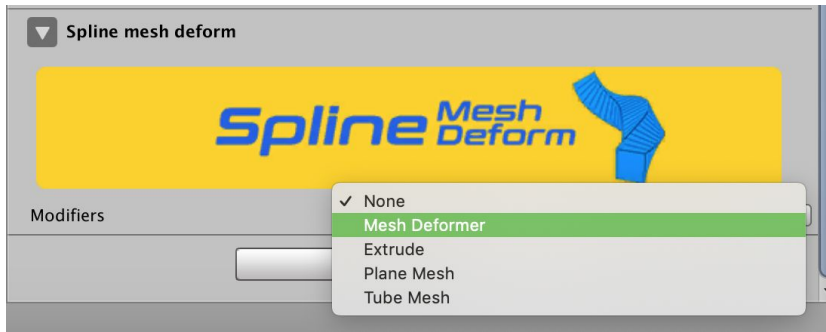 Spline mesh deform
Spline Mesh Deform
Modifiers
None
Mesh Deformer
Extrude
Plane Mesh
Tube Mesh